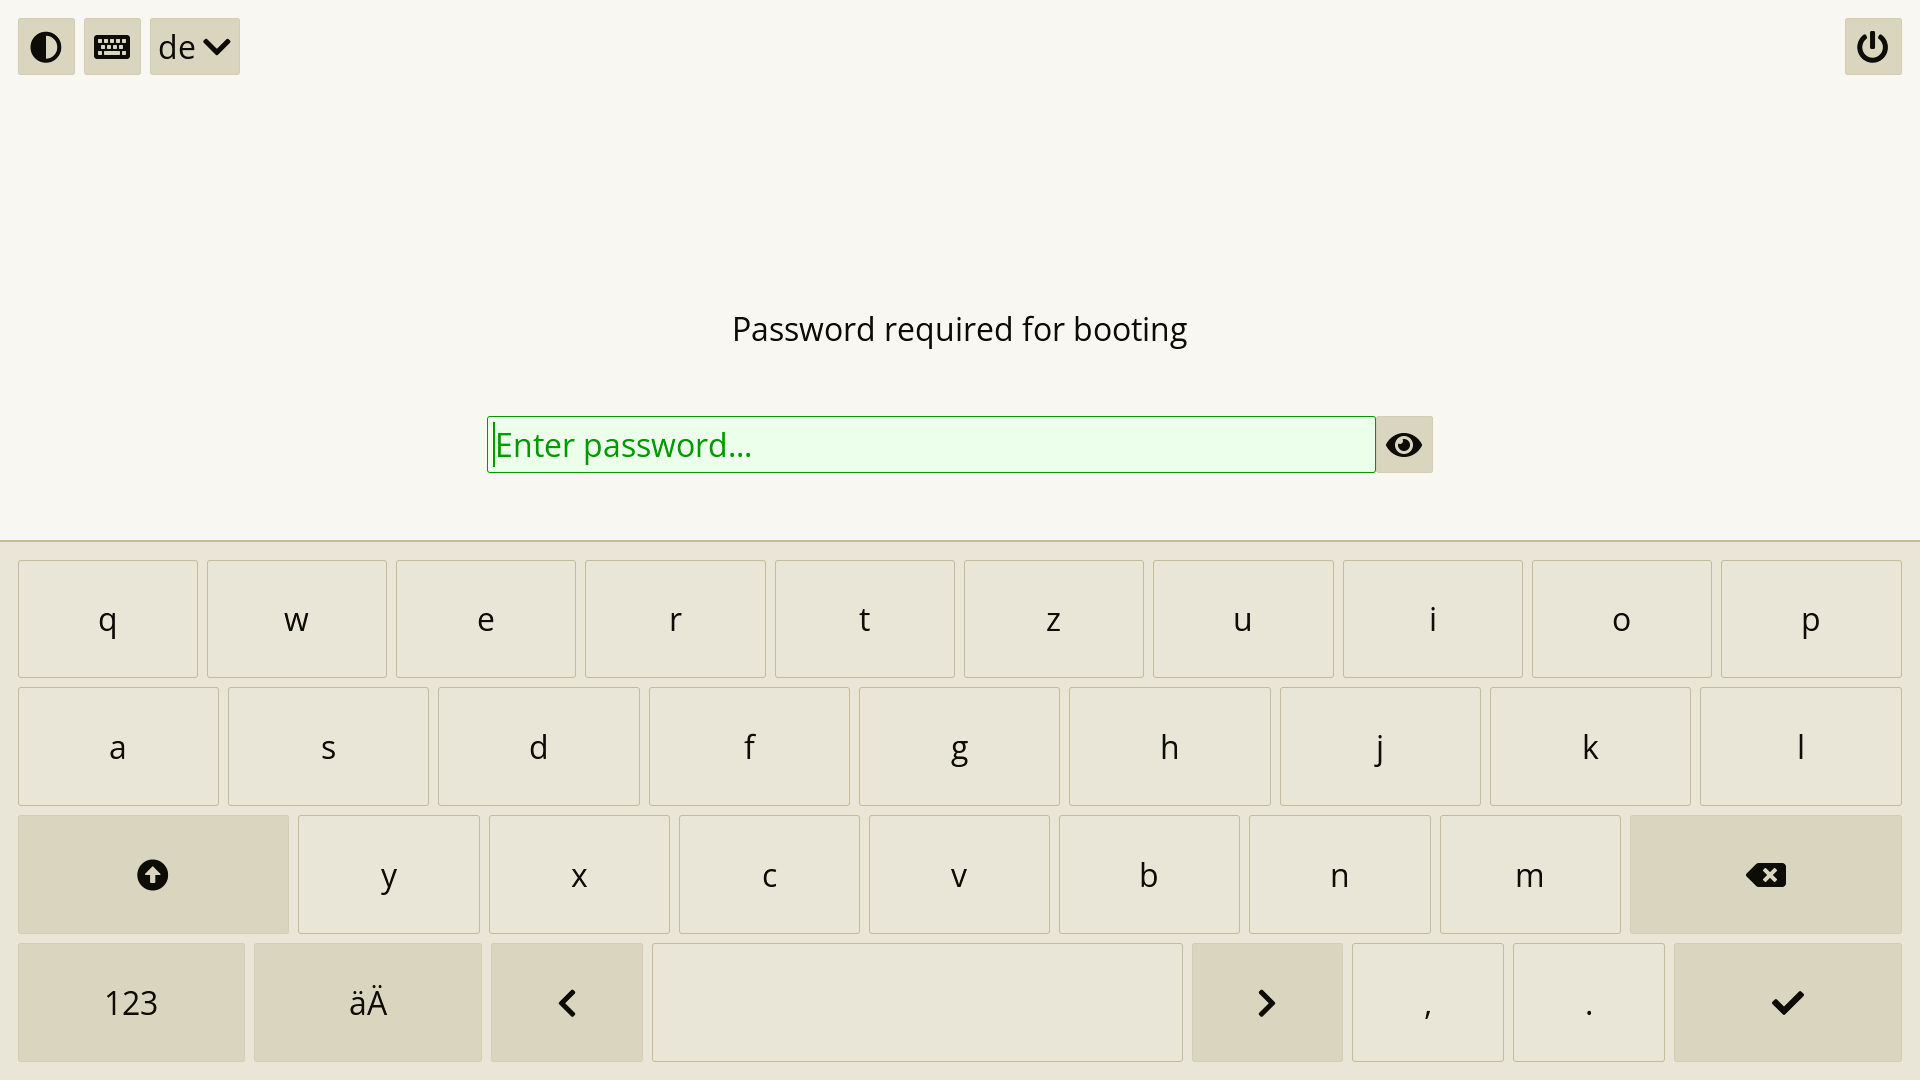 de
Password required for booting
Enter password...
q w e r t z u i o p
a s d f g h j k l
y x c v b n m
123 äÄ , .